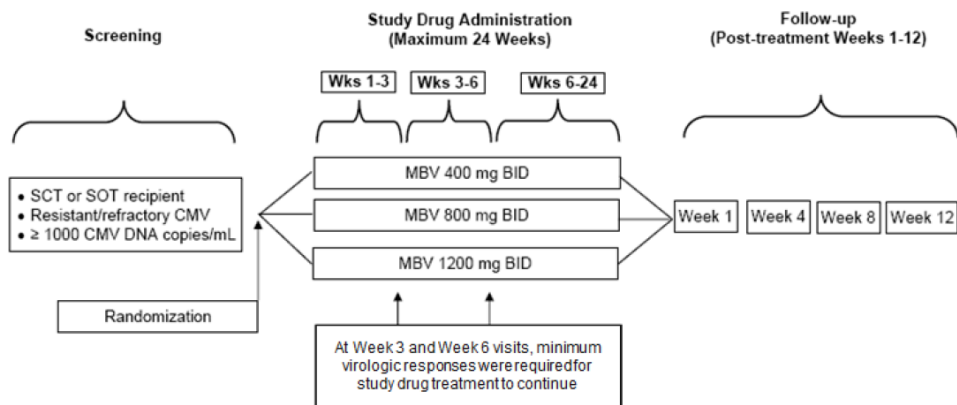 Screening
Study Drug Administration
(Maximum 24 Weeks)
Follow-up
(Post-treatment Weeks 1-12)
Wks 1-3
Wks 3-6
Wks 6-24
• SCT or SOT recipient
• Resistant/refractory CMV
• ≥ 1000 CMV DNA copies/mL
MBV 400 mg BID
MBV 800 mg BID
MBV 1200 mg BID
Week 1
Week 4
Week 8
Week 12
Randomization
At Week 3 and Week 6 visits, minimum
virologic responses were required for
study drug treatment to continue